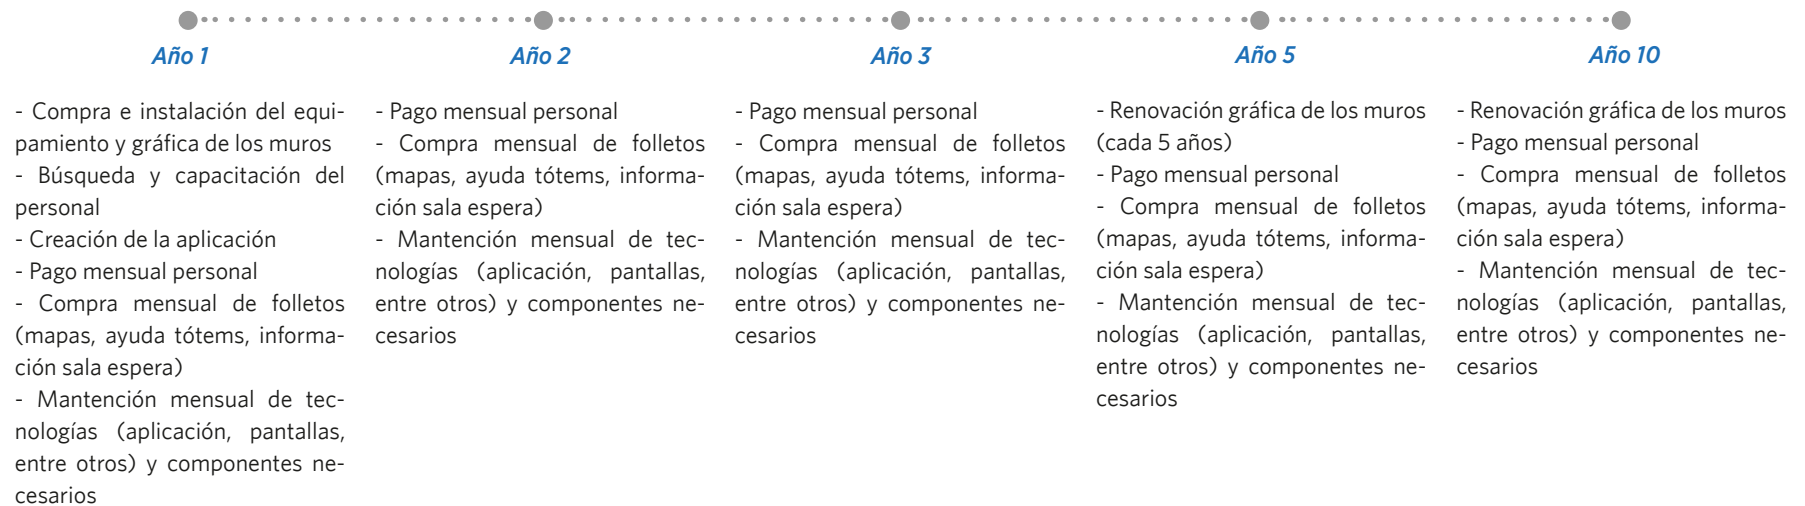 Año 1
- Compra e instalación del equi-
pamiento y gráfica de los muros
- Búsqueda y capacitación del
personal
- Creación de la aplicación
- Pago mensual personal
- Compra mensual de folletos
(mapas, ayuda tótems, informa-
ción sala espera)
- Mantención mensual de tec-
nologías (aplicación, pantallas,
entre otros) y componentes ne-
cesarios
Año 2
- Pago mensual personal
- Compra mensual de folletos
(mapas, ayuda tótems, informa-
ción sala espera)
- Mantención mensual de tec-
nologías (aplicación, pantallas,
entre otros) y componentes ne-
cesarios
Año 3
- Pago mensual personal
- Compra mensual de folletos
(mapas, ayuda tótems, informa-
ción sala espera)
- Mantención mensual de tec-
nologías (aplicación, pantallas,
entre otros) y componentes ne-
cesarios
Año 5
- Renovación gráfica de los muros
(cada 5 años)
- Pago mensual personal
- Compra mensual de folletos
(mapas, ayuda tótems, informa-
ción sala espera)
- Mantención mensual de tec-
nologías (aplicación, pantallas,
entre otros) y componentes ne-
cesarios
Año 10
- Renovación gráfica de los muros
- Pago mensual personal
- Compra mensual de folletos
(mapas, ayuda tótems, informa-
ción sala espera)
- Mantención mensual de tec-
nologías (aplicación, pantallas,
entre otros) y componentes ne-
cesarios